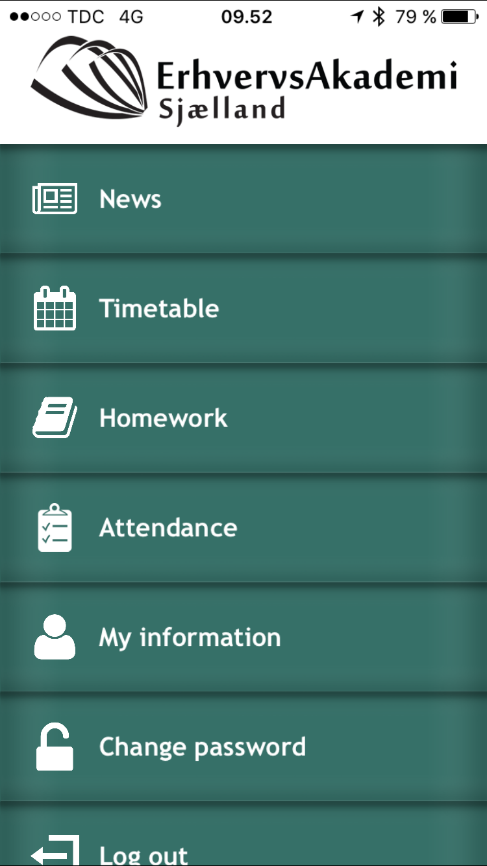 TDC 4G 09.52 79 %
ErhvervsAkademi
Sjælland
News
Timetable
Homework
Attendance
My information
Change password
Log out